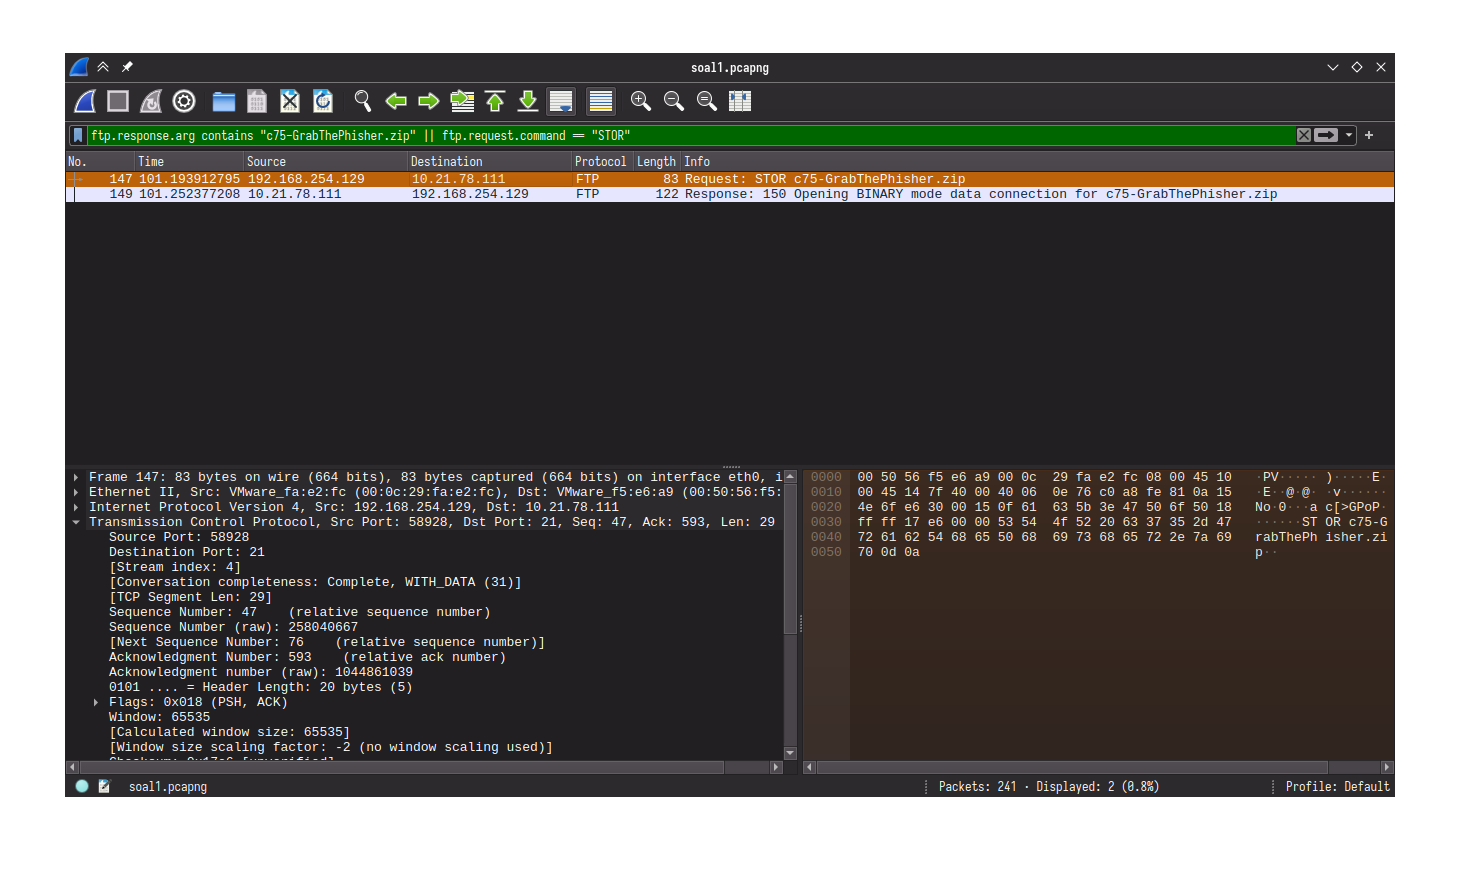 soal1.pcapng
ftp.response.arg contains "c75-GrabThePhisher.zip" || ftp.request.command == "STOR"
No. Time Source Destination Protocol Length Info
147 101.193912795 192.168.254.129 10.21.78.111 FTP 83 Request: STOR c75-GrabThePhisher.zip
149 101.252377208 10.21.78.111 192.168.254.129 FTP 122 Response: 150 Opening BINARY mode data connection for c75-GrabThePhisher.zip
Frame 147: 83 bytes on wire (664 bits), 83 bytes captured (664 bits) on interface eth0, i
Ethernet II, Src: VMware_fa:e2:fc (00:0c:29:fa:e2:fc), Dst: VMware_f5:e6:a9 (00:50:56:f5:
Internet Protocol Version 4, Src: 192.168.254.129, Dst: 10.21.78.111
Transmission Control Protocol, Src Port: 58928, Dst Port: 21, Seq: 47, Ack: 593, Len: 29
Source Port: 58928
Destination Port: 21
[Stream index: 4]
[Conversation completeness: Complete, WITH_DATA (31)]
[TCP Segment Len: 29]
Sequence Number: 47 (relative sequence number)
Sequence Number (raw): 258040667
[Next Sequence Number: 76 (relative sequence number)]
Acknowledgment Number: 593 (relative ack number)
Acknowledgment number (raw): 1044861039
0101 .... = Header Length: 20 bytes (5)
Flags: 0x018 (PSH, ACK)
Window: 65535
[Calculated window size: 65535]
[Window size scaling factor: -2 (no window scaling used)]
0000 00 50 56 f5 e6 a9 00 0c 29 fa e2 fc 08 00 45 10 ·PV····· )·····E·
0010 00 45 14 7f 40 00 40 06 0e 76 c0 a8 fe 81 0a 15 ·E··@·@· ·v······
0020 4e 6f e6 30 00 15 0f 61 63 5b 3e 47 50 6f 50 18 No·0···a c[>GPoP·
0030 ff ff 17 e6 00 00 53 54 4f 52 20 63 37 35 2d 47 ······ST OR c75-G
0040 72 61 62 54 68 65 50 68 69 73 68 65 72 2e 7a 69 rabThePh isher.zi
0050 70 0d 0a p··
soal1.pcapng
Packets: 241 · Displayed: 2 (0.8%)
Profile: Default